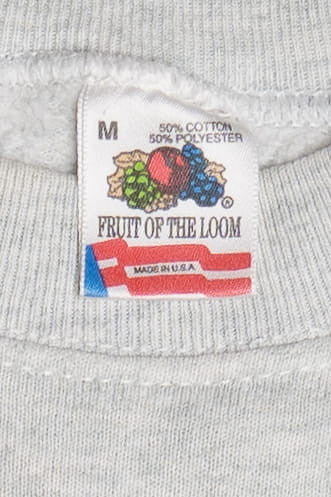 M
50% COTTON
50% POLYESTER
®
FRUIT OF THE LOOM
MADE IN U.S.A.